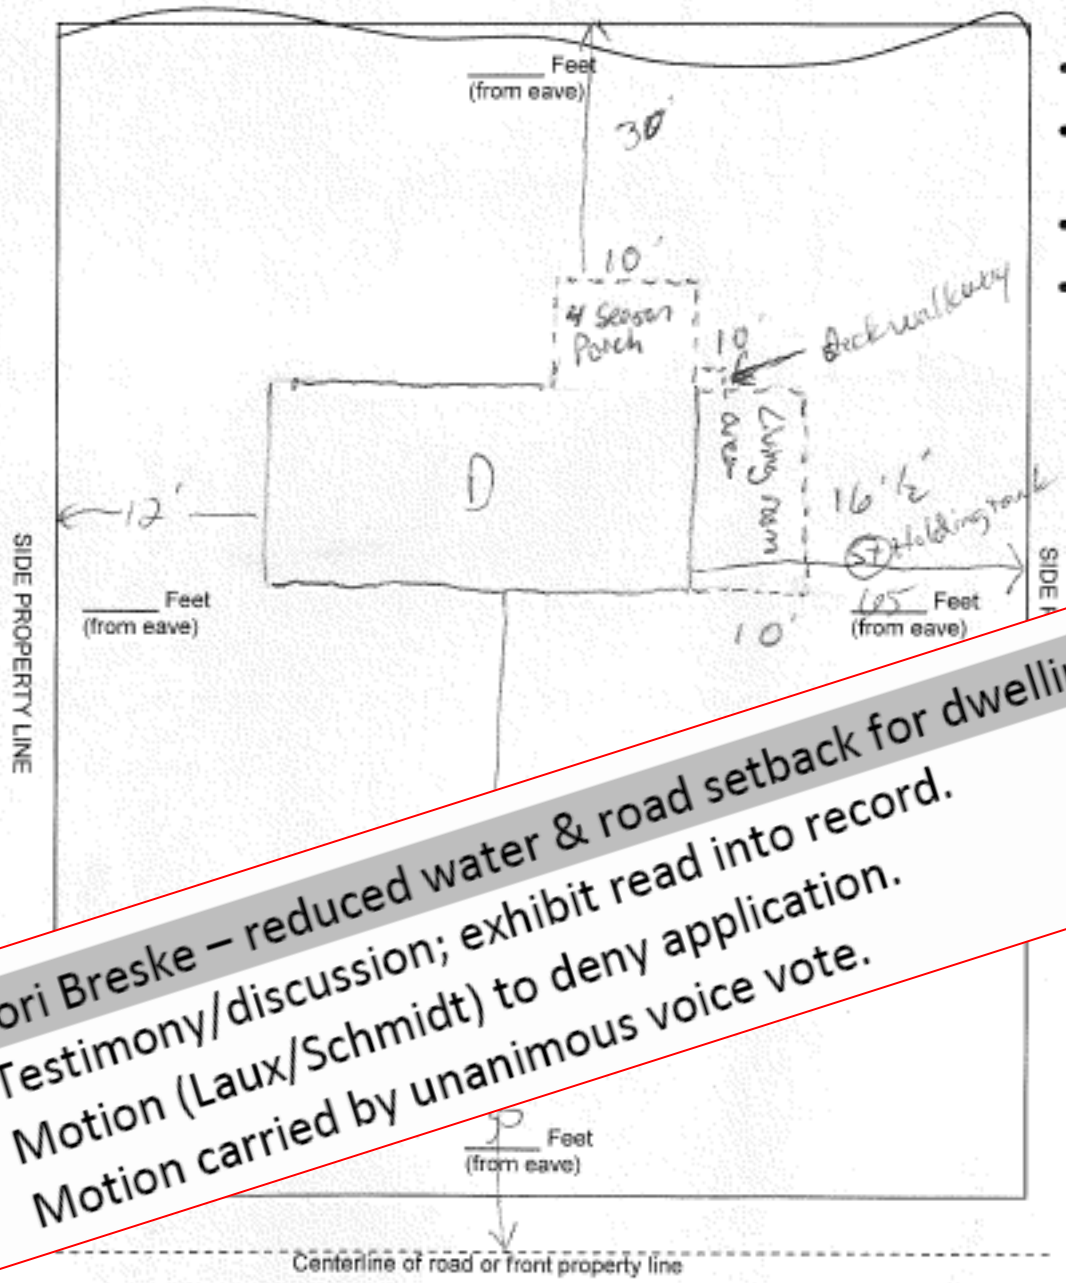 Feet
(from eave)
30'
10'
4 Season
Porch
10'
Deck walkway
Living room
area
D
12'
16' ½"
ST Holding tank
SIDE PROPERTY LINE
Feet
(from eave)
65 Feet
(from eave)
SIDE
10'
ori Breske – reduced water & road setback for dwellin
Testimony/discussion; exhibit read into record.
Motion (Laux/Schmidt) to deny application.
Motion carried by unanimous voice vote.
Feet
(from eave)
Centerline of road or front property line